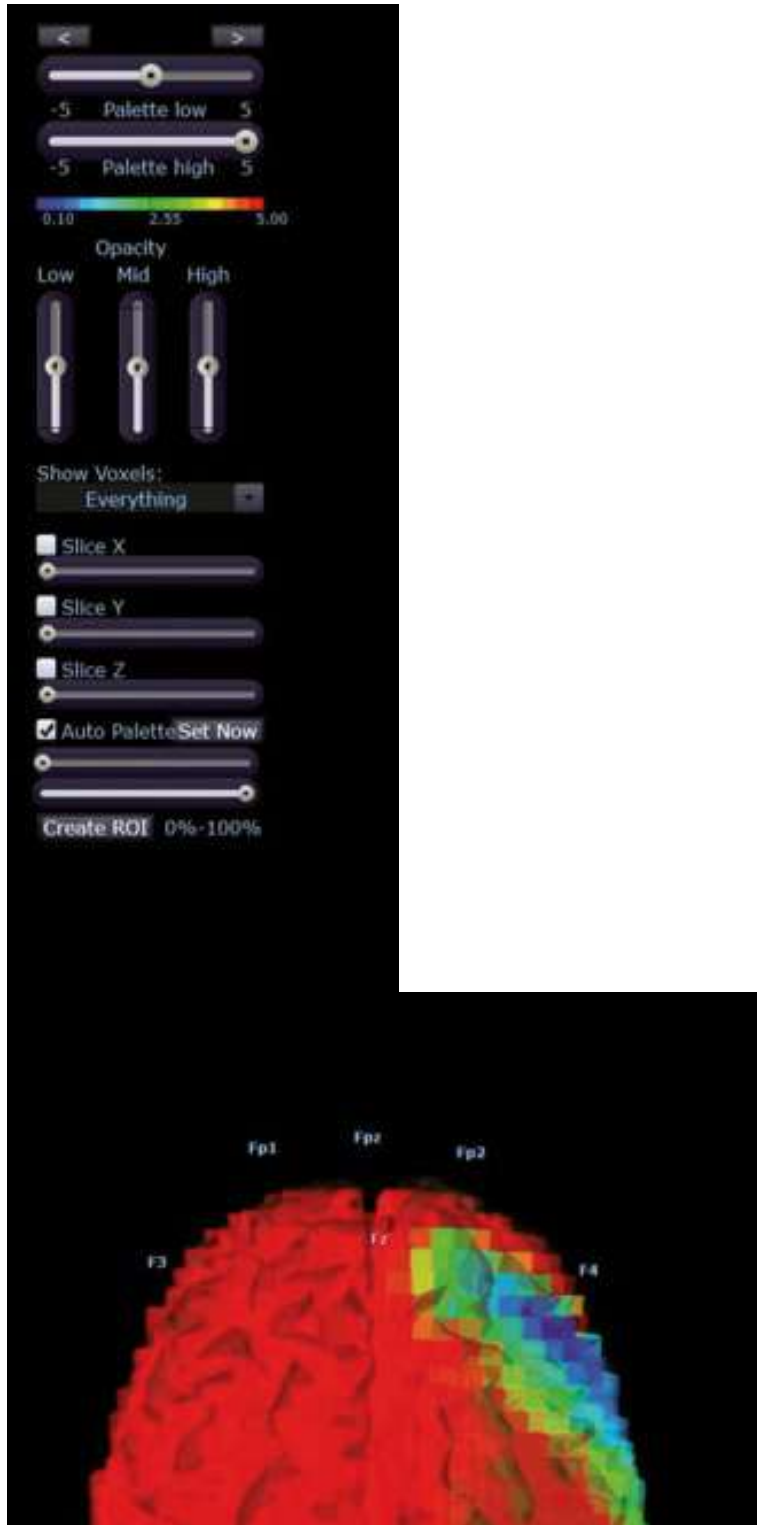 < >
-5 Palette low 5
-5 Palette high 5
0.10 2.55 5.00
Opacity
Low Mid High
Show Voxels:
Everything
Slice X
Slice Y
Slice Z
Auto Palette Set Now
Create ROI 0%-100%
Fp1 Fpz Fp2
Fz
F3 F4